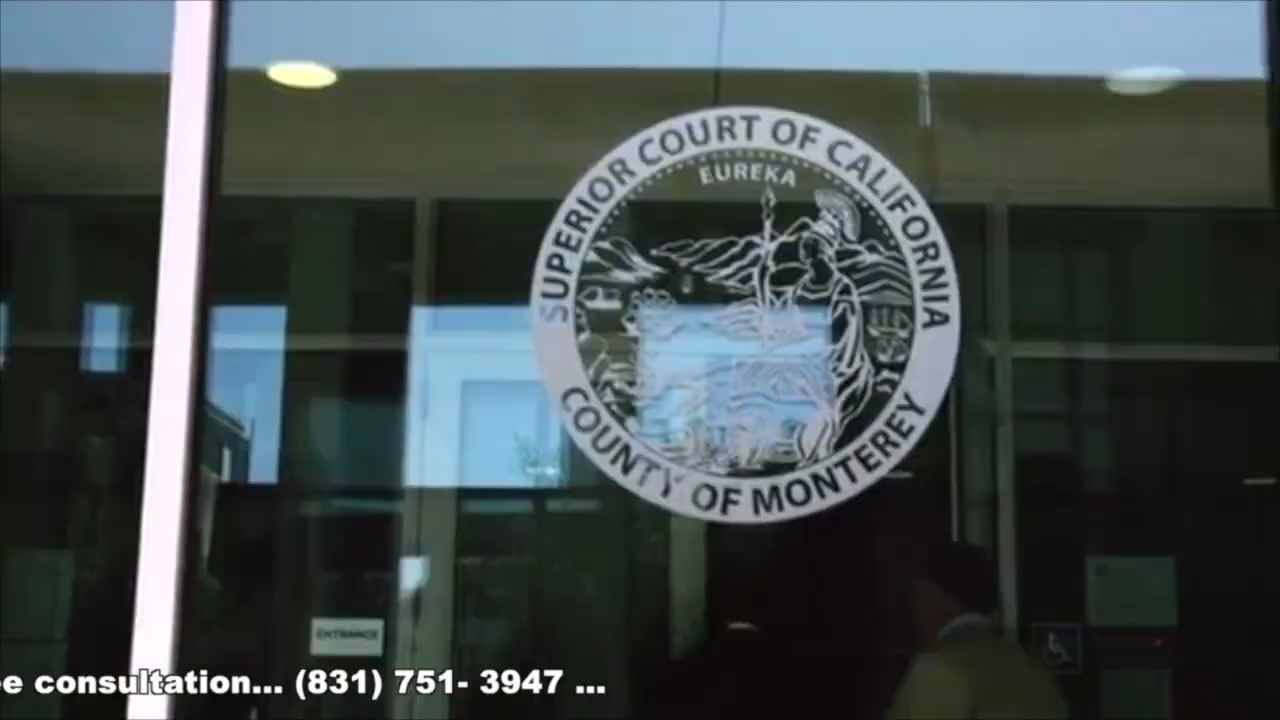 SUPERIOR COURT OF CALIFORNIA
EUREKA
COUNTY OF MONTEREY
ENTRANCE
e consultation... (831) 751- 3947 ...